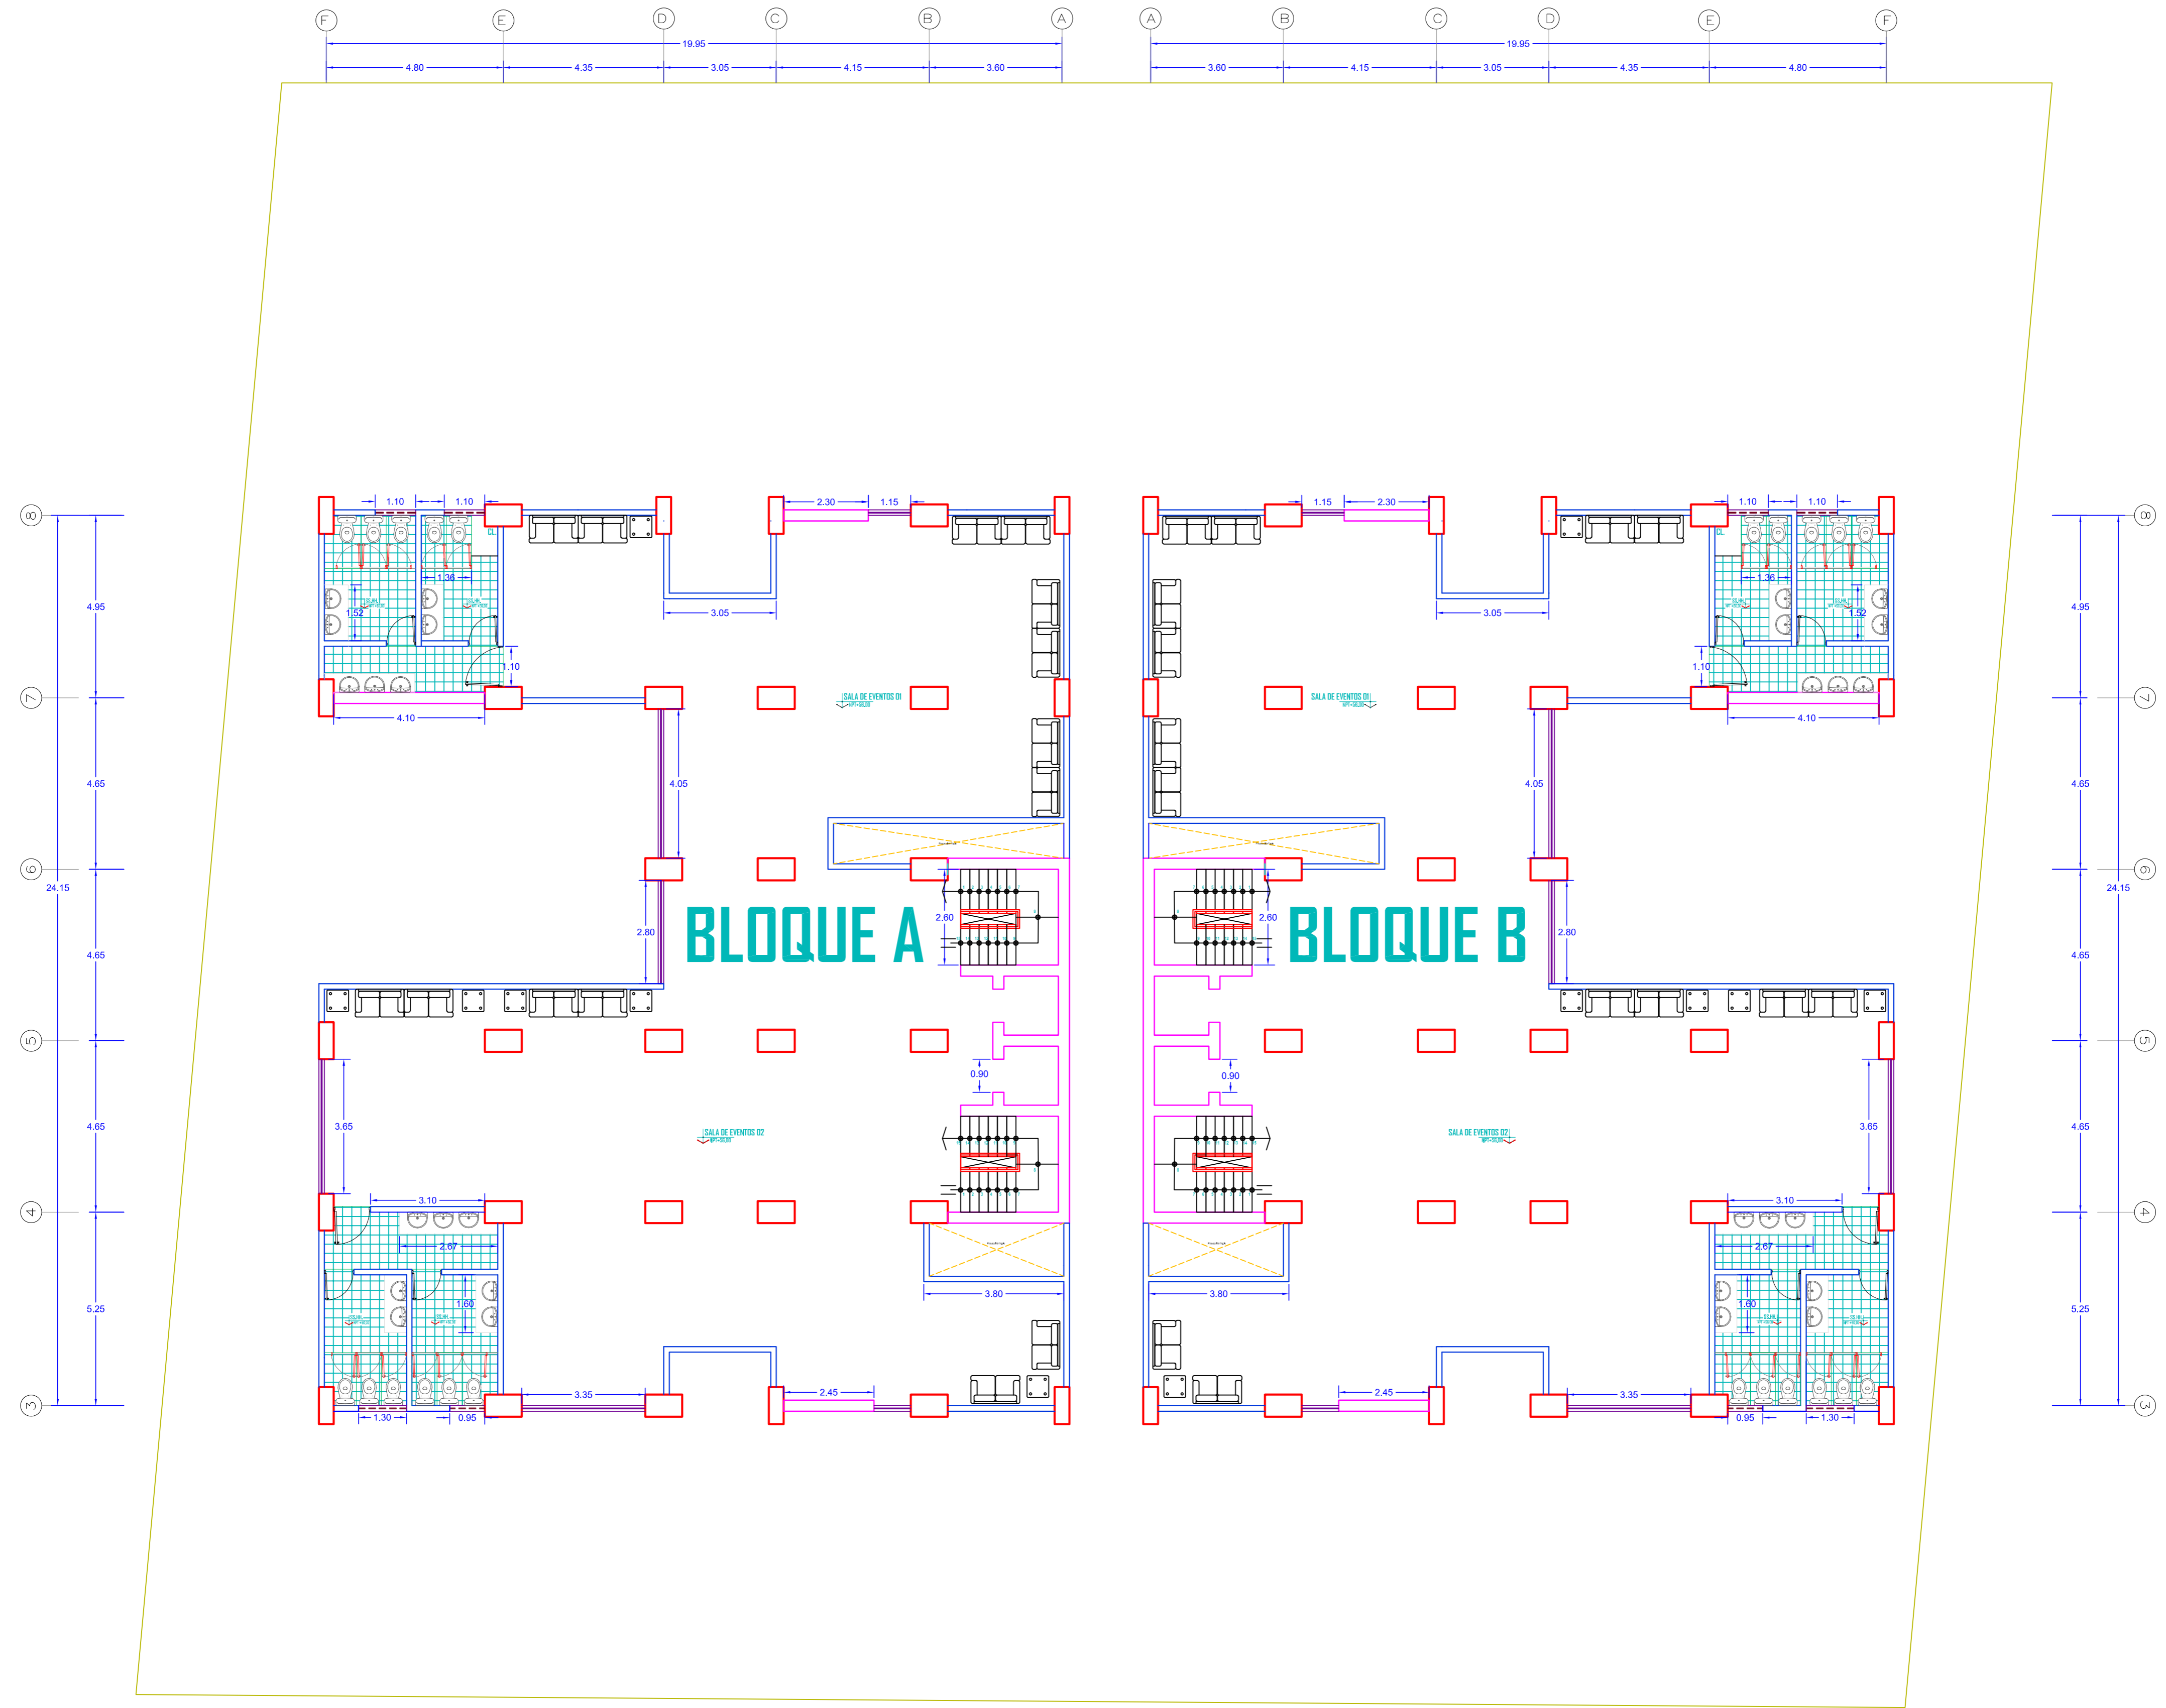 F E D C B A A B C D E F
19.95 19.95
4.80 4.35 3.05 4.15 3.60 3.60 4.15 3.05 4.35 4.80
1.10 1.10 2.30 1.15 1.15 2.30 1.10 1.10
8 8
CL. CL.
1.36 1.36
4.95 1.52 3.05 3.05 1.52 4.95
1.10 1.10
7 SALA DE EVENTOS 01 SALA DE EVENTOS 01 7
NPT+56,00 NPT+56,00
4.10 4.10
4.65 4.05 4.05 4.65
6 6
24.15 24.15
2.60 2.60
2.80 BLOQUE A BLOQUE B 2.80
4.65 4.65
5 5
0.90 0.90
4.65 3.65 SALA DE EVENTOS 02 SALA DE EVENTOS 02 3.65 4.65
3.10 3.10
4 4
2.67 2.67
3.80 3.80
5.25 1.60 1.60 5.25
3.35 2.45 2.45 3.35
3 3
1.30 0.95 0.95 1.30